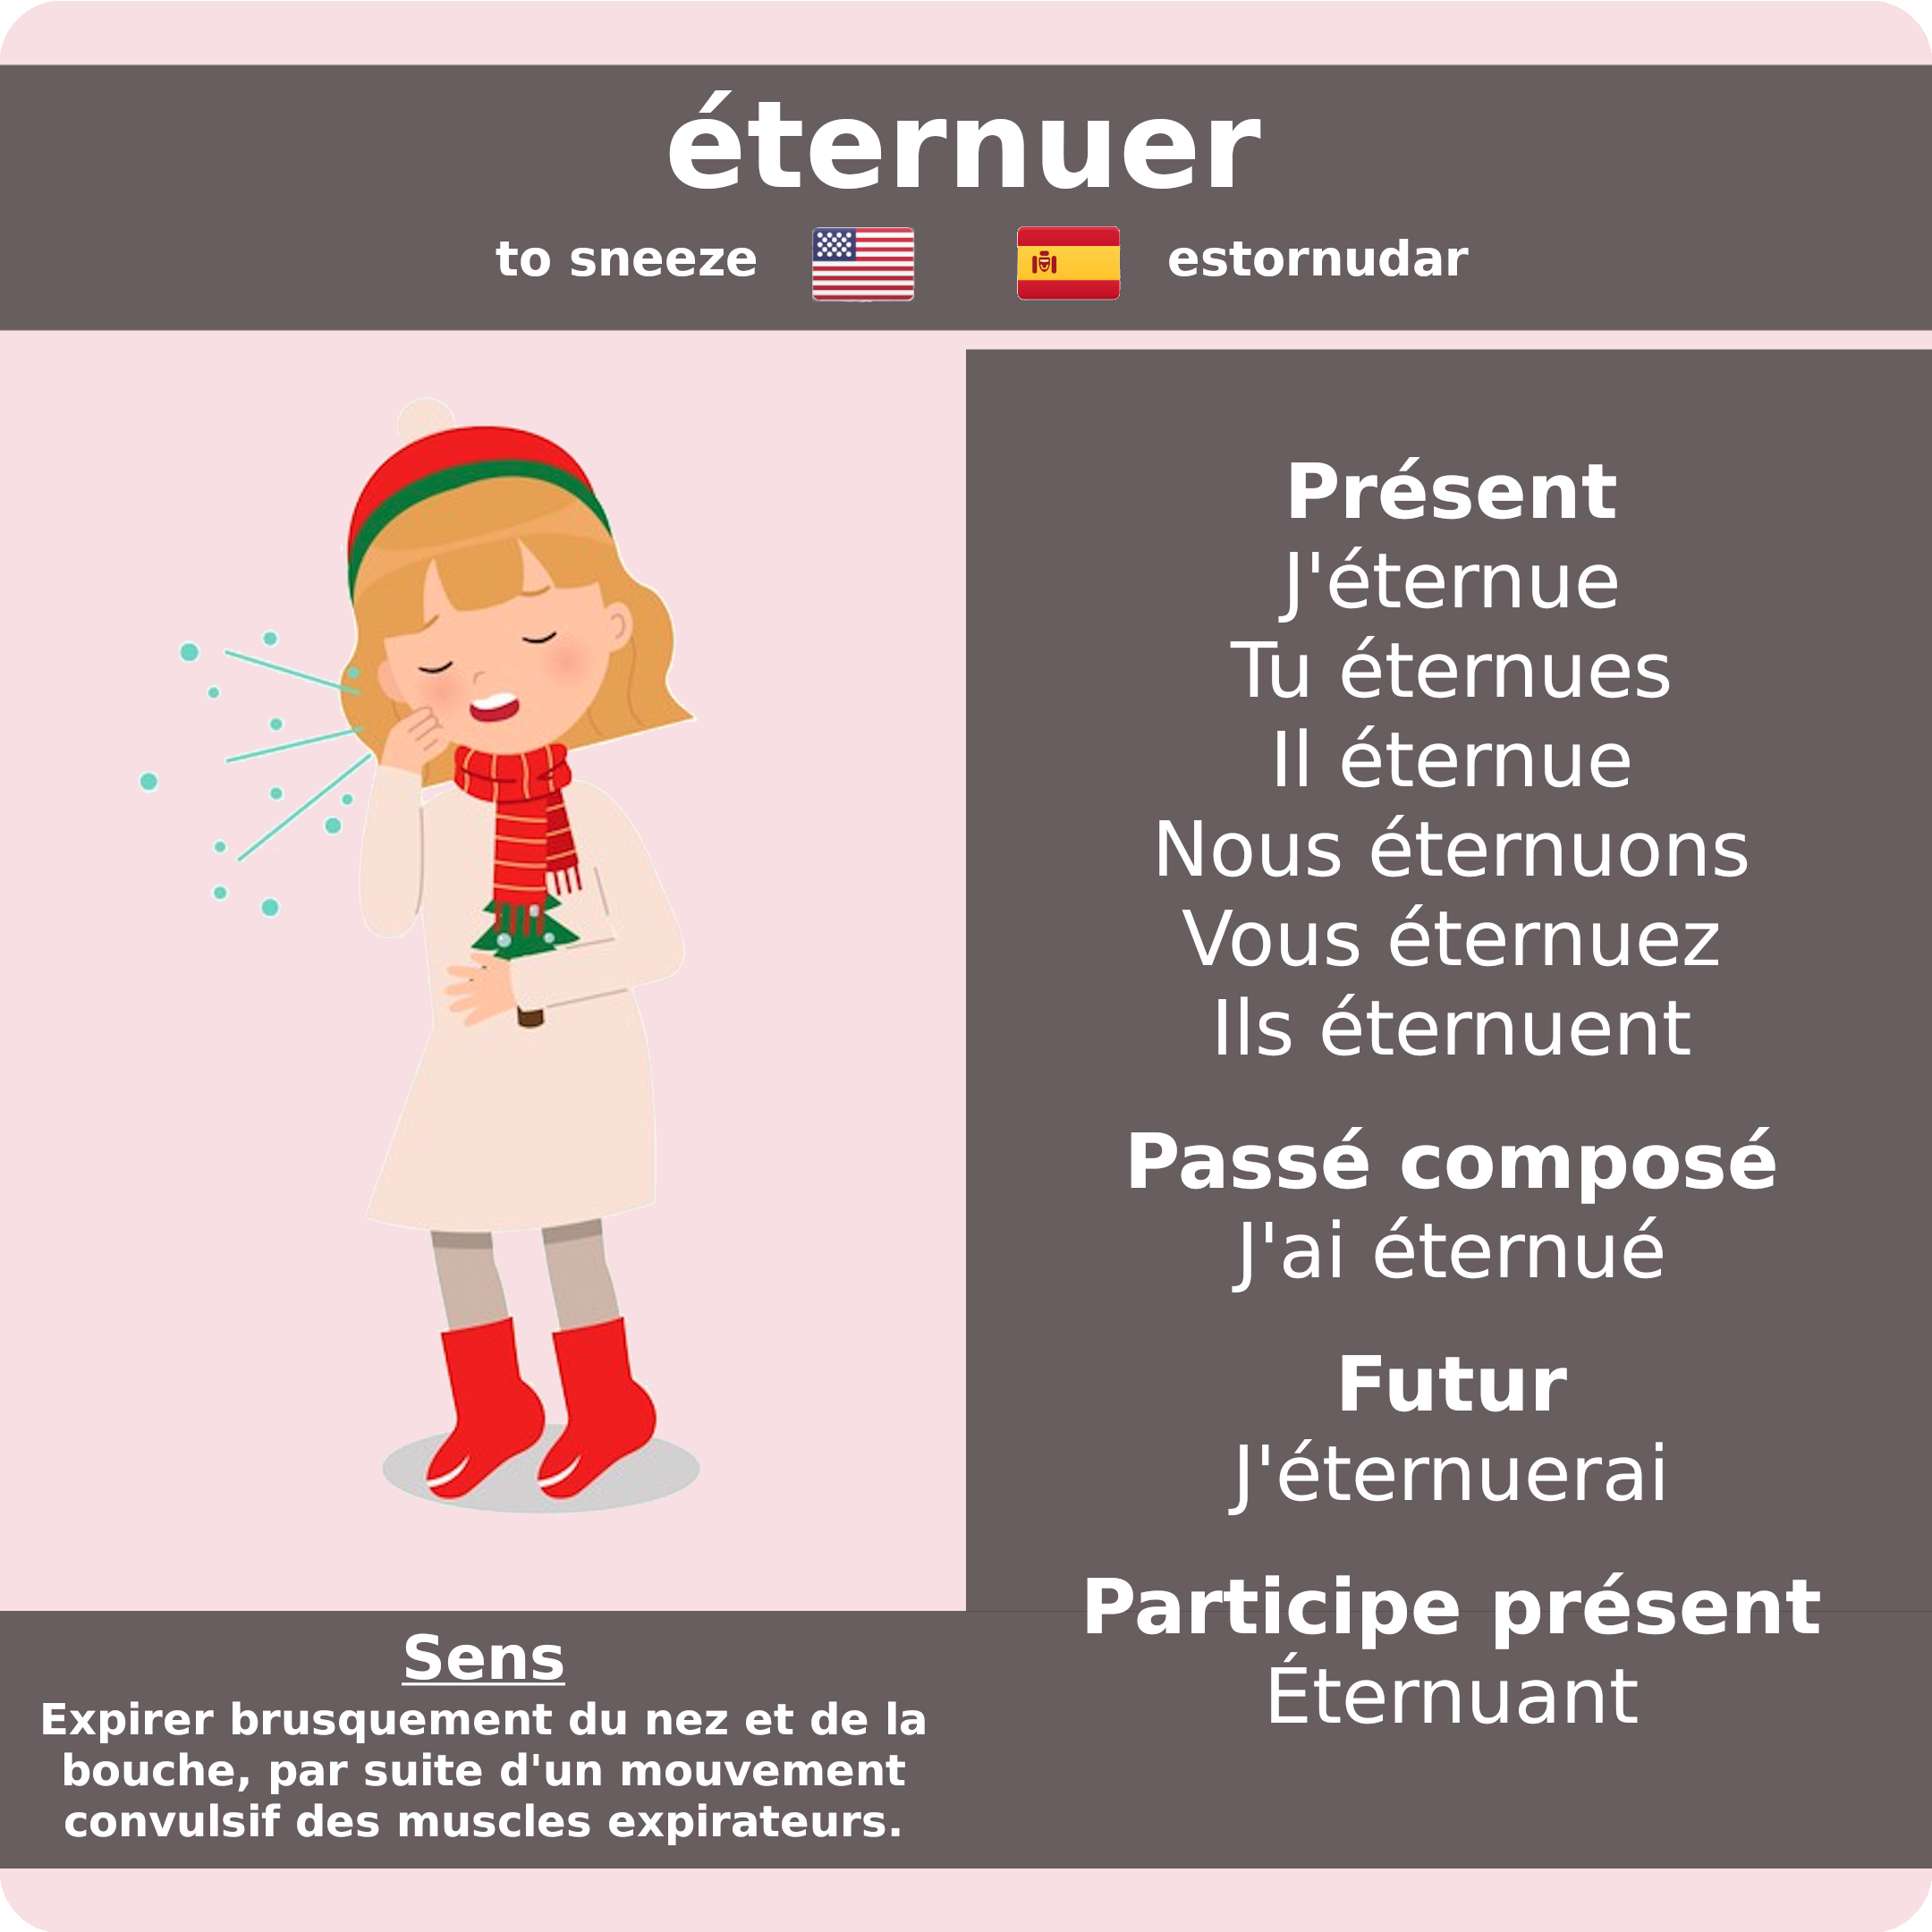 éternuer
to sneeze estornudar
Présent
J'éternue
Tu éternues
Il éternue
Nous éternuons
Vous éternuez
Ils éternuent
Passé composé
J'ai éternué
Futur
J'éternuerai
Participe présent
Éternuant
Sens
Expirer brusquement du nez et de la
bouche, par suite d'un mouvement
convulsif des muscles expirateurs.